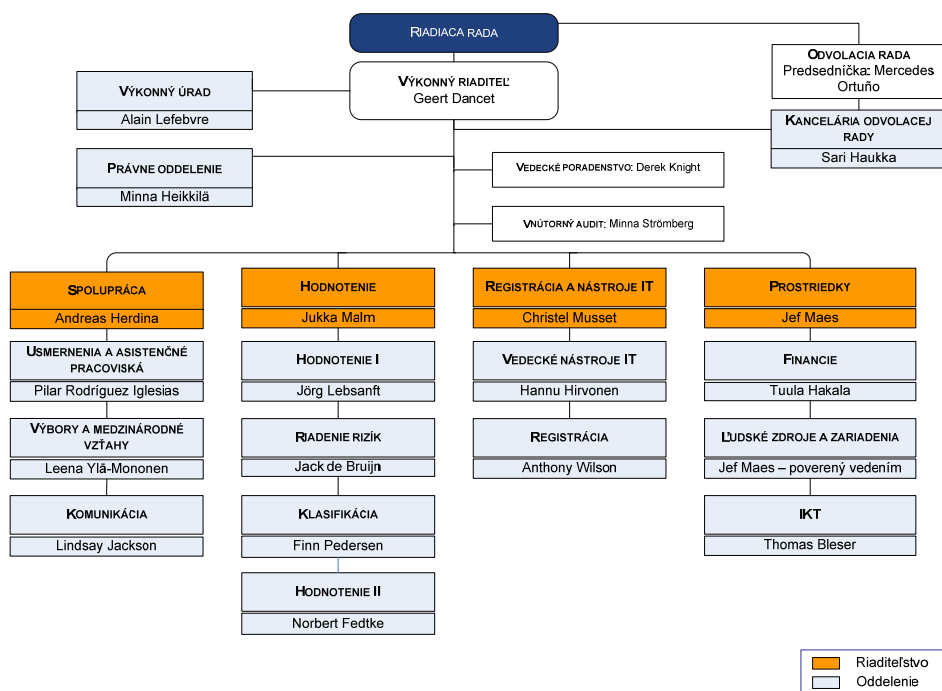 RIADIACA RADA
ODVOLACIA RADA
Predsedníčka: Mercedes
Ortuño
VÝKONNÝ RIADITEĽ
Geert Dancet
VÝKONNÝ ÚRAD
Alain Lefebvre
KANCELÁRIA ODVOLACEJ
RADY
Sari Haukka
PRÁVNE ODDELENIE
Minna Heikkilä
VEDECKÉ PORADENSTVO: Derek Knight
VNÚTORNÝ AUDIT: Minna Strömberg
SPOLUPRÁCA
Andreas Herdina
USMERNENIA A ASISTENČNÉ
PRACOVISKÁ
Pilar Rodríguez Iglesias
VÝBORY A MEDZINÁRODNÉ
VZŤAHY
Leena Ylä-Mononen
KOMUNIKÁCIA
Lindsay Jackson
HODNOTENIE
Jukka Malm
HODNOTENIE I
Jörg Lebsanft
RIADENIE RIZÍK
Jack de Bruijn
KLASIFIKÁCIA
Finn Pedersen
HODNOTENIE II
Norbert Fedtke
REGISTRÁCIA A NÁSTROJE IT
Christel Musset
VEDECKÉ NÁSTROJE IT
Hannu Hirvonen
REGISTRÁCIA
Anthony Wilson
PROSTRIEDKY
Jef Maes
FINANCIE
Tuula Hakala
ĽUDSKÉ ZDROJE A ZARIADENIA
Jef Maes – poverený vedením
IKT
Thomas Bleser
Riaditeľstvo
Oddelenie